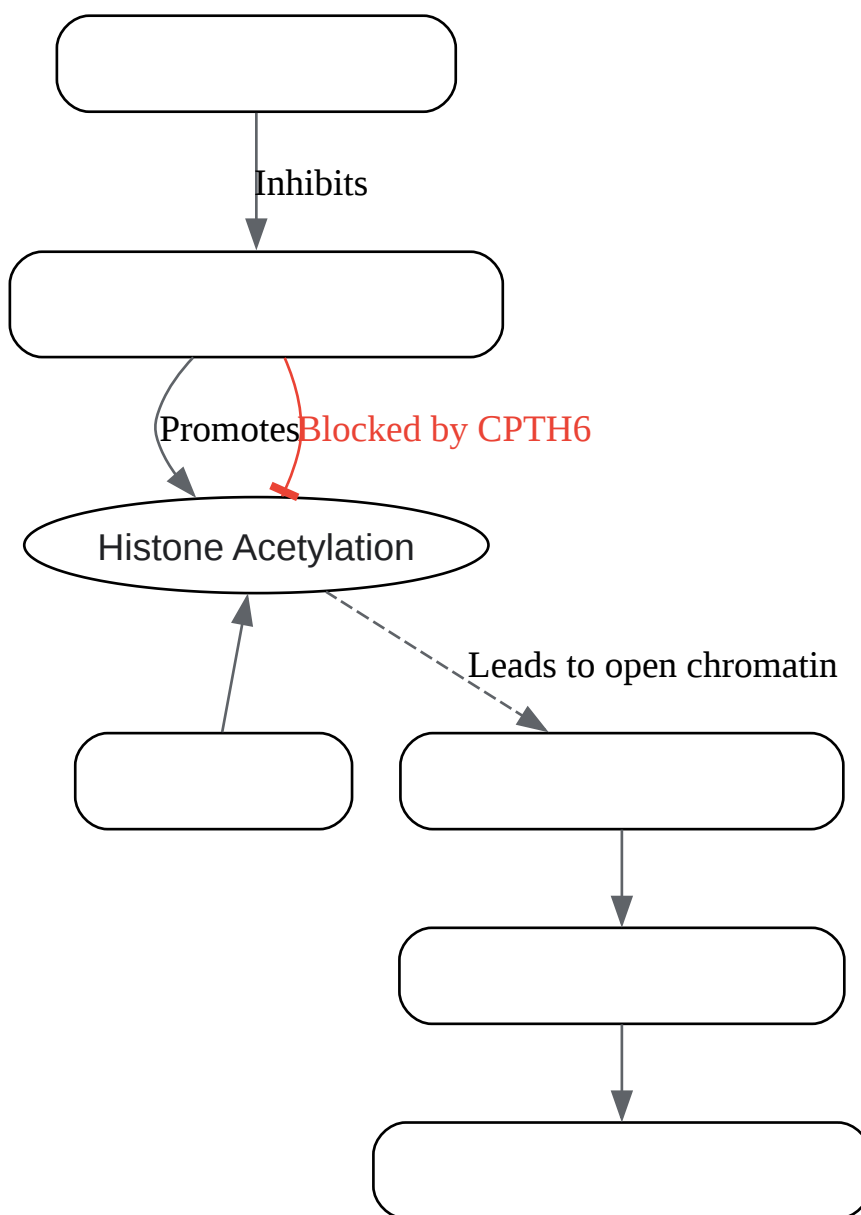 Inhibits
Promotes
Blocked by CPTH6
Histone Acetylation
Leads to open chromatin